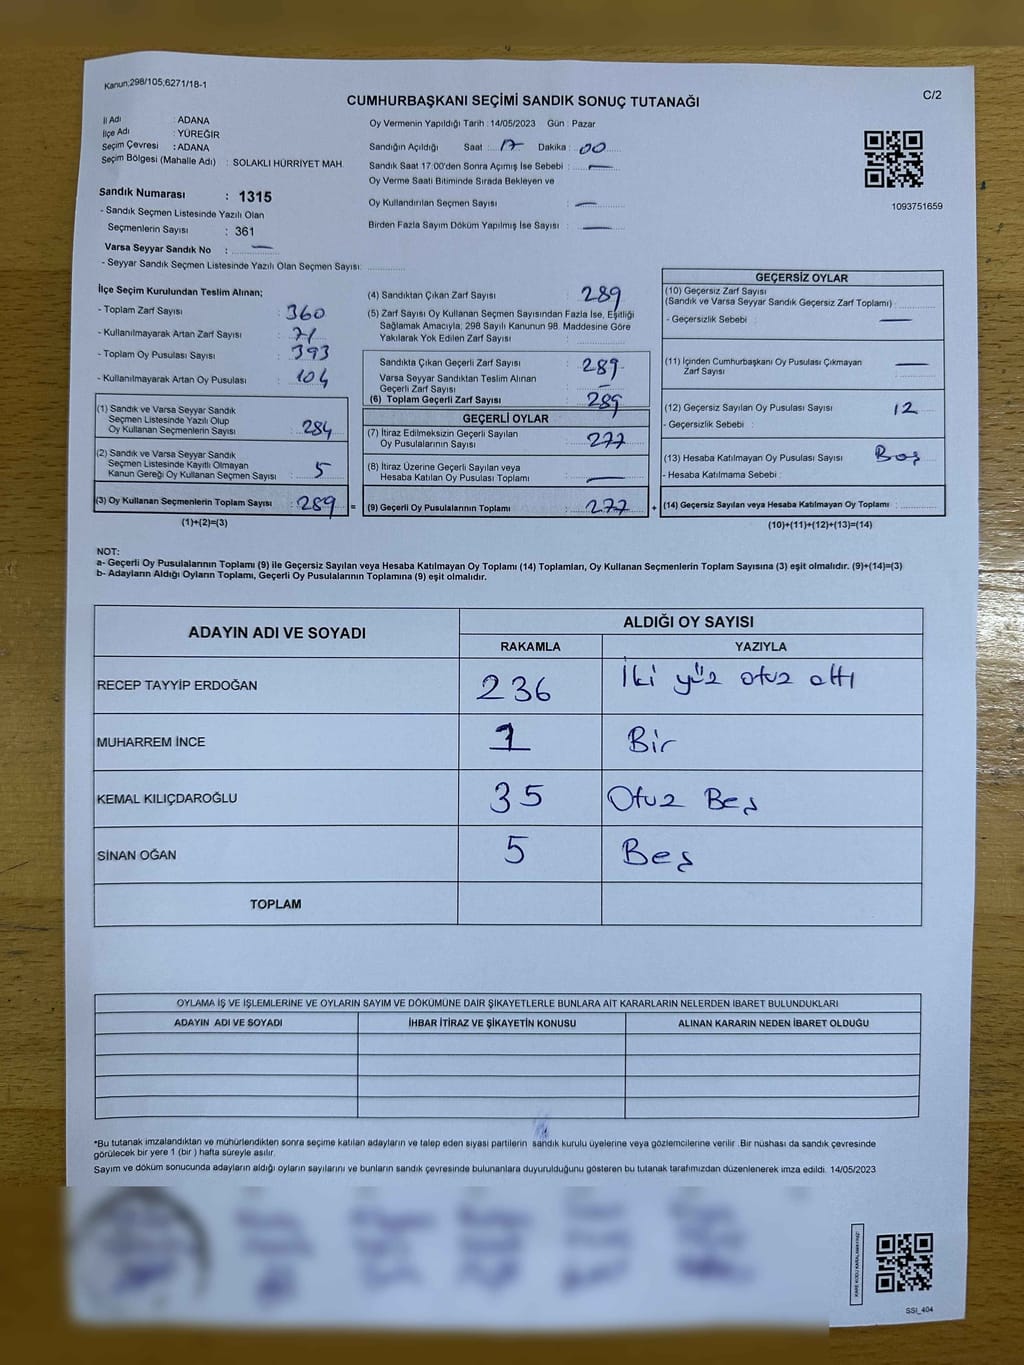 Kanun;298/105,6271/18-1
C/2
CUMHURBAŞKANI SEÇİMİ SANDIK SONUÇ TUTANAĞI
İl Adı : ADANA
İlçe Adı : YÜREĞİR
Seçim Çevresi : ADANA
Seçim Bölgesi (Mahalle Adı) : SOLAKLI HÜRRİYET MAH.
Sandık Numarası : 1315
- Sandık Seçmen Listesinde Yazılı Olan
Seçmenlerin Sayısı : 361
Varsa Seyyar Sandık No : —
- Seyyar Sandık Seçmen Listesinde Yazılı Olan Seçmen Sayısı:
Oy Vermenin Yapıldığı Tarih : 14/05/2023 Gün : Pazar
Sandığın Açıldığı Saat : 17 Dakika : 00
Sandık Saat 17:00'den Sonra Açımış İse Sebebi : —
Oy Verme Saati Bitiminde Sırada Bekleyen ve
Oy Kullandırılan Seçmen Sayısı : —
Birden Fazla Sayım Döküm Yapılmış İse Sayısı : —
1093751659
İlçe Seçim Kurulundan Teslim Alınan;
- Toplam Zarf Sayısı : 360
- Kullanılmayarak Artan Zarf Sayısı : 71
- Toplam Oy Pusulası Sayısı : 393
- Kullanılmayarak Artan Oy Pusulası : 104
(1) Sandık ve Varsa Seyyar Sandık
Seçmen Listesinde Yazılı Olup
Oy Kullanan Seçmenlerin Sayısı : 284
(2) Sandık ve Varsa Seyyar Sandık
Seçmen Listesinde Kayıtlı Olmayan
Kanun Gereği Oy Kullanan Seçmen Sayısı : 5
(3) Oy Kullanan Seçmenlerin Toplam Sayısı : 289 =
(1)+(2)=(3)
(4) Sandıktan Çıkan Zarf Sayısı : 289
(5) Zarf Sayısı Oy Kullanan Seçmen Sayısından Fazla İse, Eşitliği
Sağlamak Amacıyla, 298 Sayılı Kanunun 98. Maddesine Göre
Yakılarak Yok Edilen Zarf Sayısı :
Sandıkta Çıkan Geçerli Zarf Sayısı : 289
Varsa Seyyar Sandıktan Teslim Alınan
Geçerli Zarf Sayısı : —
(6) Toplam Geçerli Zarf Sayısı : 289
GEÇERLİ OYLAR
(7) İtiraz Edilmeksizin Geçerli Sayılan
Oy Pusulalarının Sayısı : 277
(8) İtiraz Üzerine Geçerli Sayılan veya
Hesaba Katılan Oy Pusulası Toplamı : —
(9) Geçerli Oy Pusulalarının Toplamı : 277 +
GEÇERSİZ OYLAR
(10) Geçersiz Zarf Sayısı
(Sandık ve Varsa Seyyar Sandık Geçersiz Zarf Toplamı) :
- Geçersizlik Sebebi : —
(11) İçinden Cumhurbaşkanı Oy Pusulası Çıkmayan
Zarf Sayısı : —
(12) Geçersiz Sayılan Oy Pusulası Sayısı : 12
- Geçersizlik Sebebi :
(13) Hesaba Katılmayan Oy Pusulası Sayısı : Boş
- Hesaba Katılmama Sebebi :
(14) Geçersiz Sayılan veya Hesaba Katılmayan Oy Toplamı :
(10)+(11)+(12)+(13)=(14)
NOT:
a- Geçerli Oy Pusulalarının Toplamı (9) ile Geçersiz Sayılan veya Hesaba Katılmayan Oy Toplamı (14) Toplamları, Oy Kullanan Seçmenlerin Toplam Sayısına (3) eşit olmalıdır. (9)+(14)=(3)
b- Adayların Aldığı Oyların Toplamı, Geçerli Oy Pusulalarının Toplamına (9) eşit olmalıdır.
ADAYIN ADI VE SOYADI ALDIĞI OY SAYISI
RAKAMLA YAZIYLA
RECEP TAYYİP ERDOĞAN 236 İki yüz otuz altı
MUHARREM İNCE 1 Bir
KEMAL KILIÇDAROĞLU 35 Otuz Beş
SİNAN OĞAN 5 Beş
TOPLAM
OYLAMA İŞ VE İŞLEMLERİNE VE OYLARIN SAYIM VE DÖKÜMÜNE DAİR ŞİKAYETLERLE BUNLARA AİT KARARLARIN NELERDEN İBARET BULUNDUKLARI
ADAYIN ADI VE SOYADI İHBAR İTİRAZ VE ŞİKAYETİN KONUSU ALINAN KARARIN NEDEN İBARET OLDUĞU
*Bu tutanak imzalandıktan ve mühürlendikten sonra seçime katılan adayların ve talep eden siyasi partilerin sandık kurulu üyelerine veya gözlemcilerine verilir .Bir nüshası da sandık çevresinde
görülecek bir yere 1 (bir ) hafta süreyle asılır.
Sayım ve döküm sonucunda adayların aldığı oyların sayılarını ve bunların sandık çevresinde bulunanlara duyurulduğunu gösteren bu tutanak tarafımızdan düzenlenerek imza edildi. 14/05/2023
SSI_404